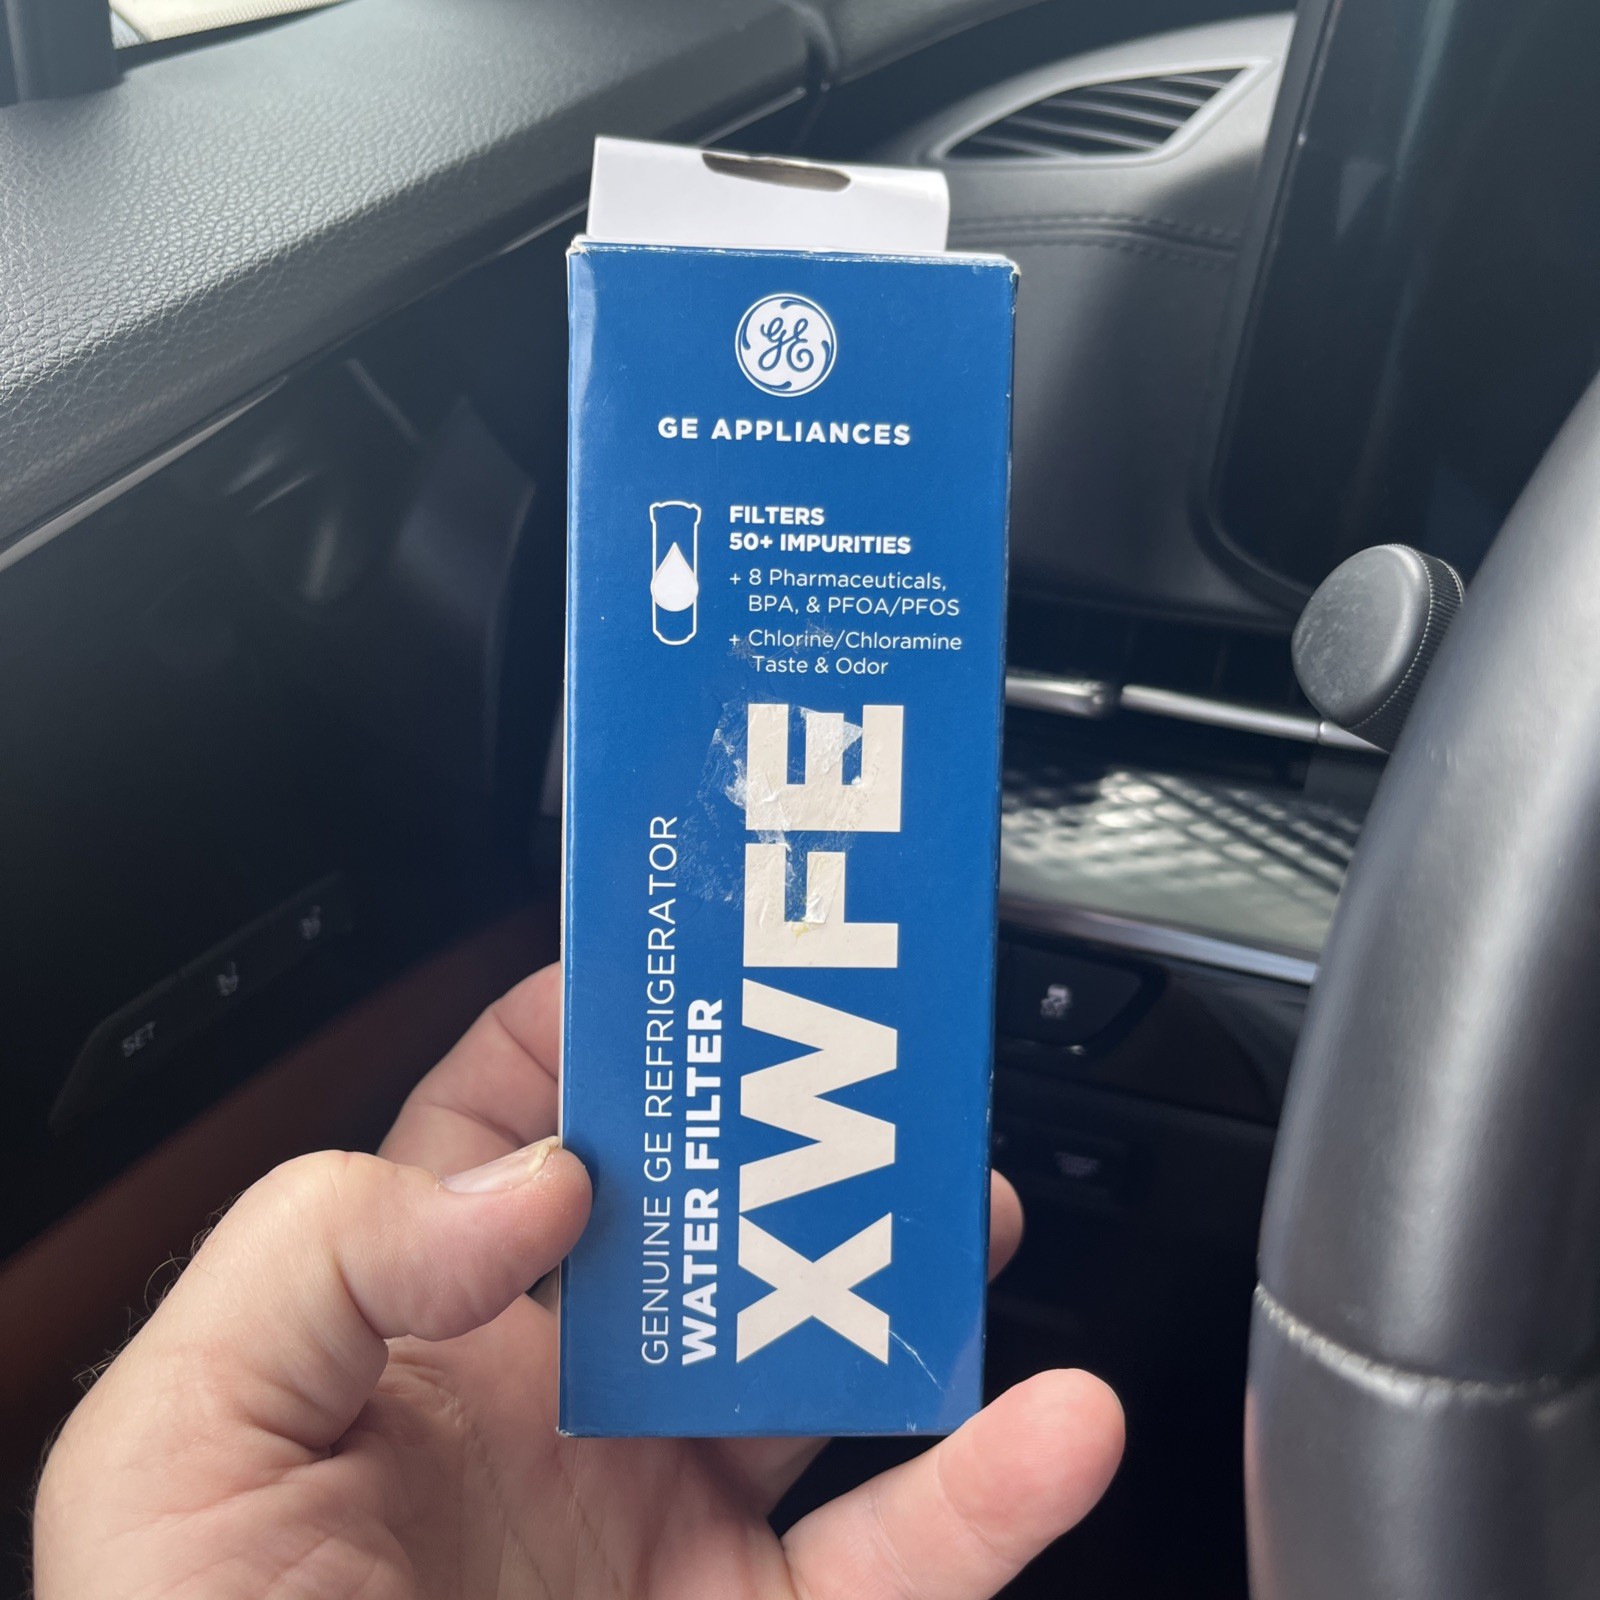 GE
GE APPLIANCES
FILTERS
50+ IMPURITIES
+ 8 Pharmaceuticals,
BPA, & PFOA/PFOS
+ Chlorine/Chloramine
Taste & Odor
GENUINE GE REFRIGERATOR
WATER FILTER
XWFE
SET